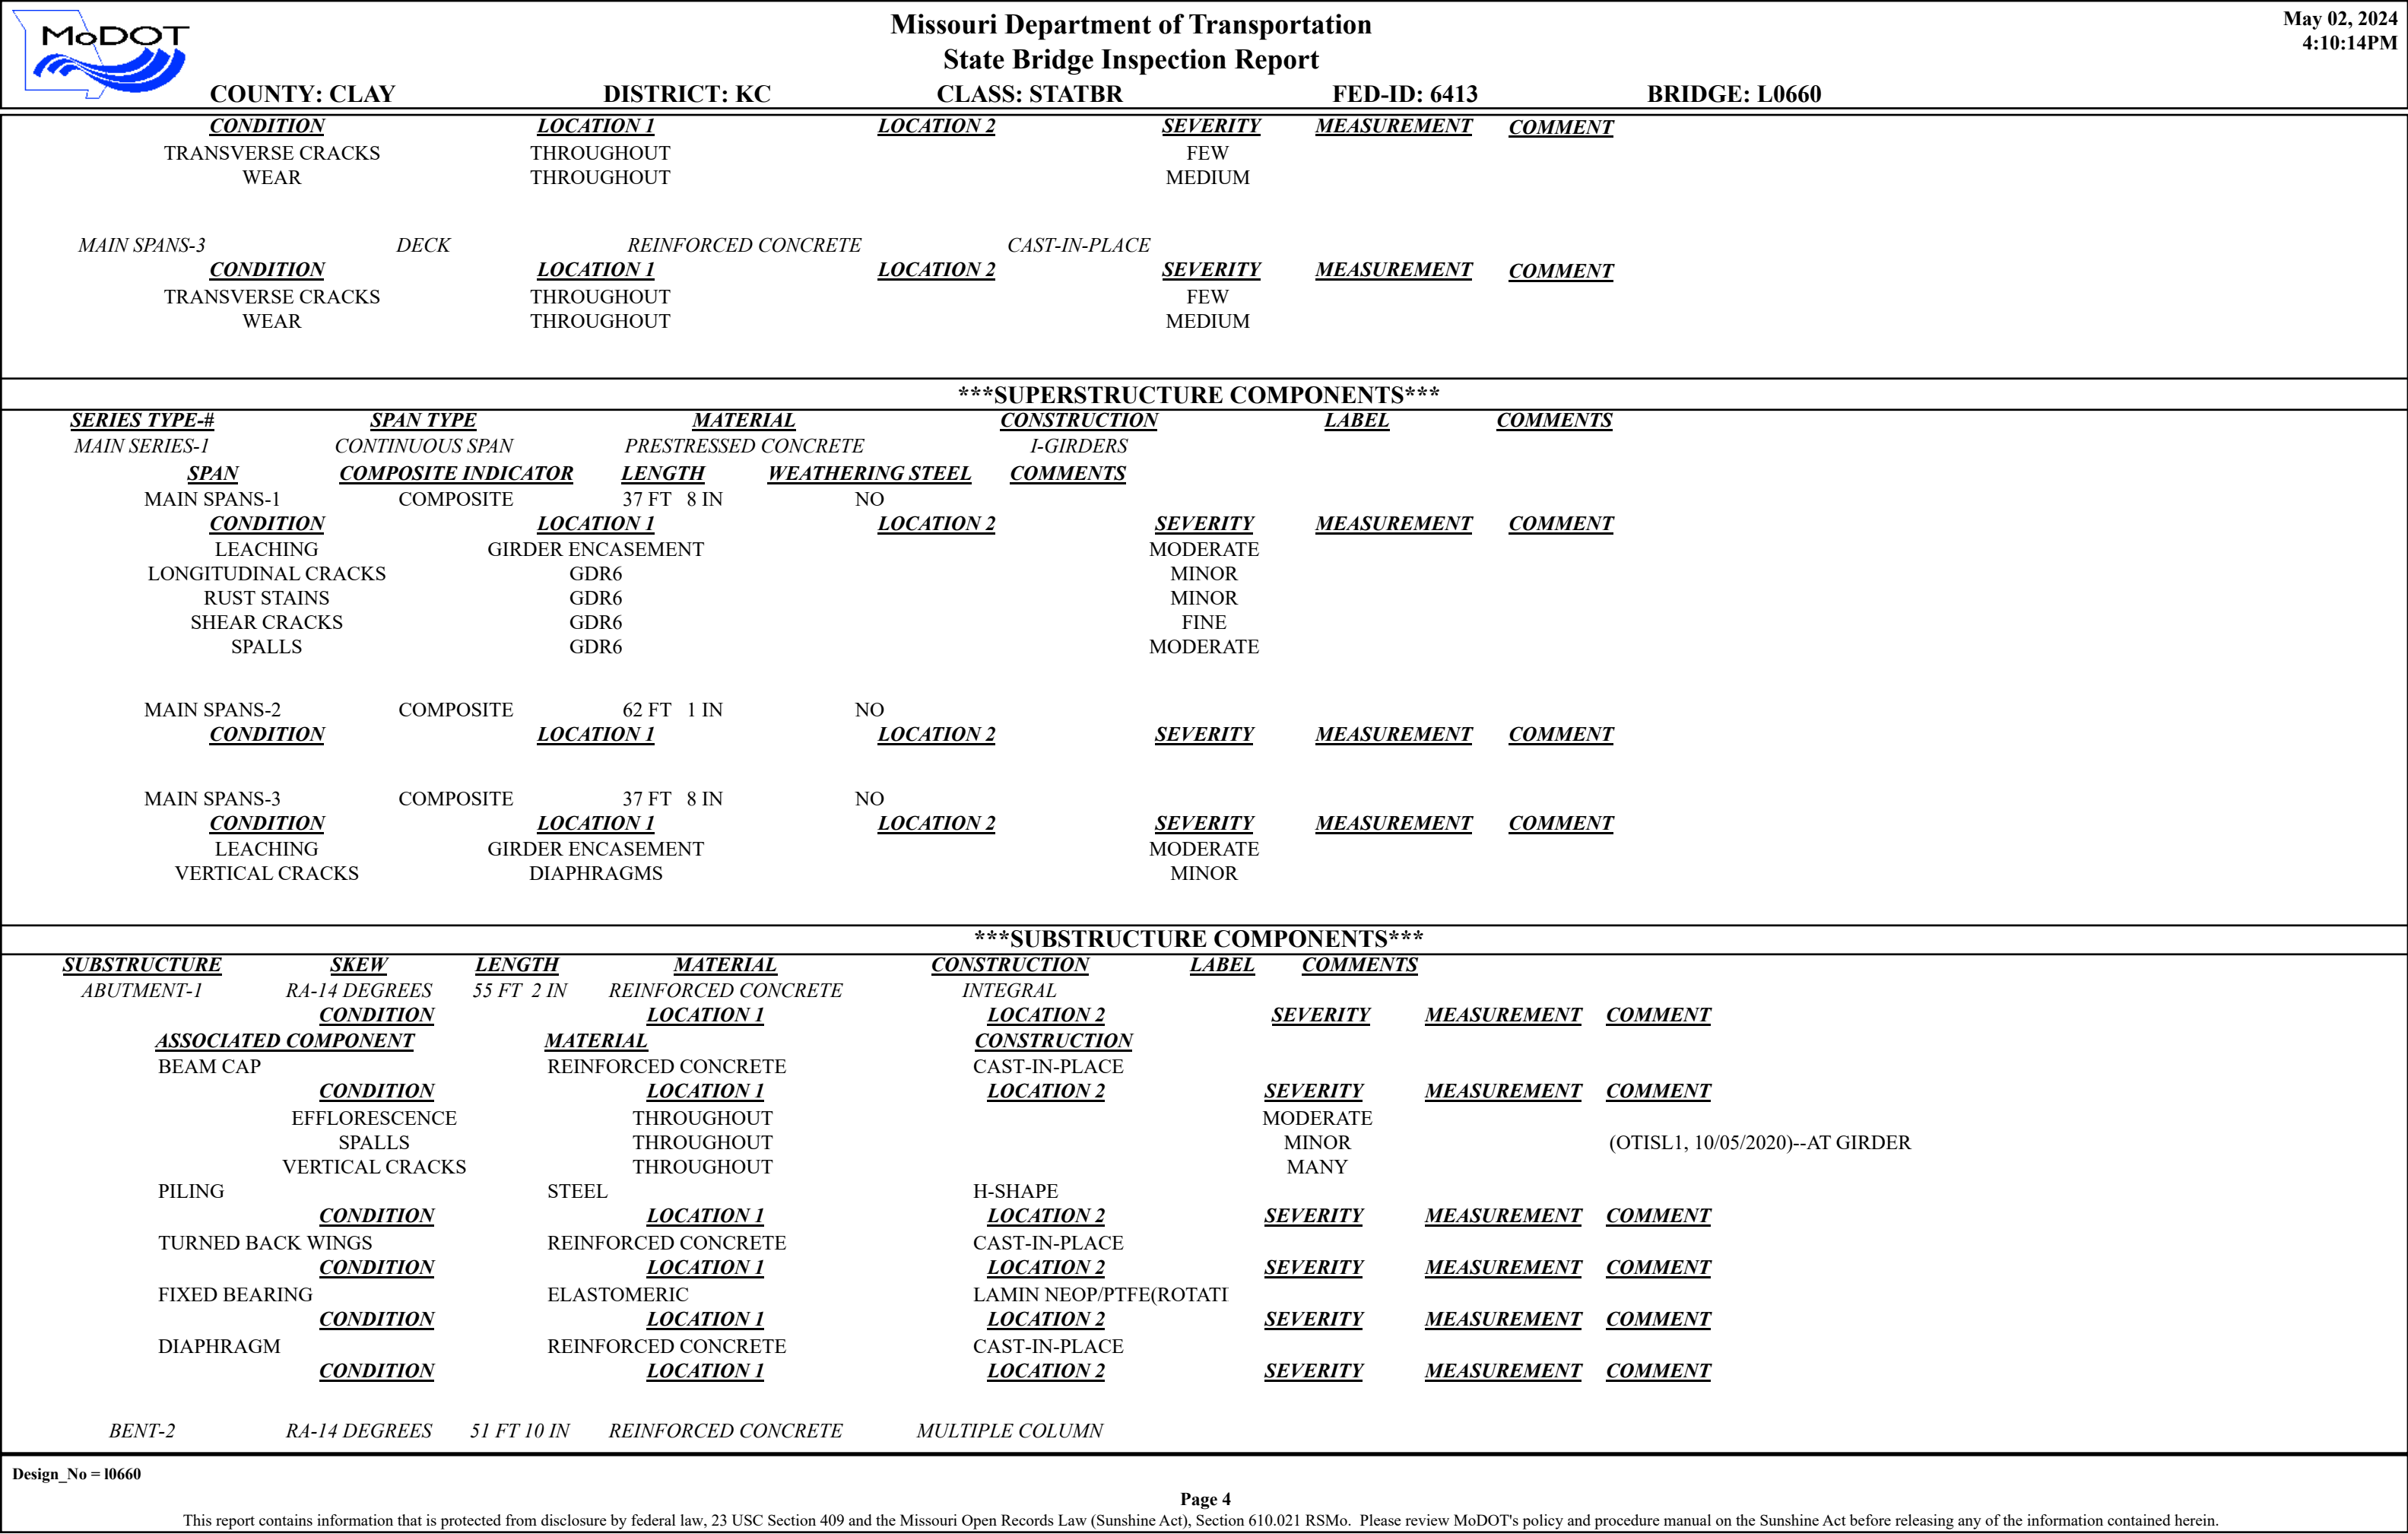 MoDOT
Missouri Department of Transportation
State Bridge Inspection Report
May 02, 2024
4:10:14PM
COUNTY: CLAY DISTRICT: KC CLASS: STATBR FED-ID: 6413 BRIDGE: L0660
CONDITION LOCATION 1 LOCATION 2 SEVERITY MEASUREMENT COMMENT
TRANSVERSE CRACKS THROUGHOUT FEW
WEAR THROUGHOUT MEDIUM
MAIN SPANS-3 DECK REINFORCED CONCRETE CAST-IN-PLACE
CONDITION LOCATION 1 LOCATION 2 SEVERITY MEASUREMENT COMMENT
TRANSVERSE CRACKS THROUGHOUT FEW
WEAR THROUGHOUT MEDIUM
***SUPERSTRUCTURE COMPONENTS***
SERIES TYPE-# SPAN TYPE MATERIAL CONSTRUCTION LABEL COMMENTS
MAIN SERIES-1 CONTINUOUS SPAN PRESTRESSED CONCRETE I-GIRDERS
SPAN COMPOSITE INDICATOR LENGTH WEATHERING STEEL COMMENTS
MAIN SPANS-1 COMPOSITE 37 FT 8 IN NO
CONDITION LOCATION 1 LOCATION 2 SEVERITY MEASUREMENT COMMENT
LEACHING GIRDER ENCASEMENT MODERATE
LONGITUDINAL CRACKS GDR6 MINOR
RUST STAINS GDR6 MINOR
SHEAR CRACKS GDR6 FINE
SPALLS GDR6 MODERATE
MAIN SPANS-2 COMPOSITE 62 FT 1 IN NO
CONDITION LOCATION 1 LOCATION 2 SEVERITY MEASUREMENT COMMENT
MAIN SPANS-3 COMPOSITE 37 FT 8 IN NO
CONDITION LOCATION 1 LOCATION 2 SEVERITY MEASUREMENT COMMENT
LEACHING GIRDER ENCASEMENT MODERATE
VERTICAL CRACKS DIAPHRAGMS MINOR
***SUBSTRUCTURE COMPONENTS***
SUBSTRUCTURE SKEW LENGTH MATERIAL CONSTRUCTION LABEL COMMENTS
ABUTMENT-1 RA-14 DEGREES 55 FT 2 IN REINFORCED CONCRETE INTEGRAL
CONDITION LOCATION 1 LOCATION 2 SEVERITY MEASUREMENT COMMENT
ASSOCIATED COMPONENT MATERIAL CONSTRUCTION
BEAM CAP REINFORCED CONCRETE CAST-IN-PLACE
CONDITION LOCATION 1 LOCATION 2 SEVERITY MEASUREMENT COMMENT
EFFLORESCENCE THROUGHOUT MODERATE
SPALLS THROUGHOUT MINOR (OTISL1, 10/05/2020)--AT GIRDER
VERTICAL CRACKS THROUGHOUT MANY
PILING STEEL H-SHAPE
CONDITION LOCATION 1 LOCATION 2 SEVERITY MEASUREMENT COMMENT
TURNED BACK WINGS REINFORCED CONCRETE CAST-IN-PLACE
CONDITION LOCATION 1 LOCATION 2 SEVERITY MEASUREMENT COMMENT
FIXED BEARING ELASTOMERIC LAMIN NEOP/PTFE(ROTATI
CONDITION LOCATION 1 LOCATION 2 SEVERITY MEASUREMENT COMMENT
DIAPHRAGM REINFORCED CONCRETE CAST-IN-PLACE
CONDITION LOCATION 1 LOCATION 2 SEVERITY MEASUREMENT COMMENT
BENT-2 RA-14 DEGREES 51 FT 10 IN REINFORCED CONCRETE MULTIPLE COLUMN
Design_No = l0660
Page 4
This report contains information that is protected from disclosure by federal law, 23 USC Section 409 and the Missouri Open Records Law (Sunshine Act), Section 610.021 RSMo. Please review MoDOT's policy and procedure manual on the Sunshine Act before releasing any of the information contained herein.